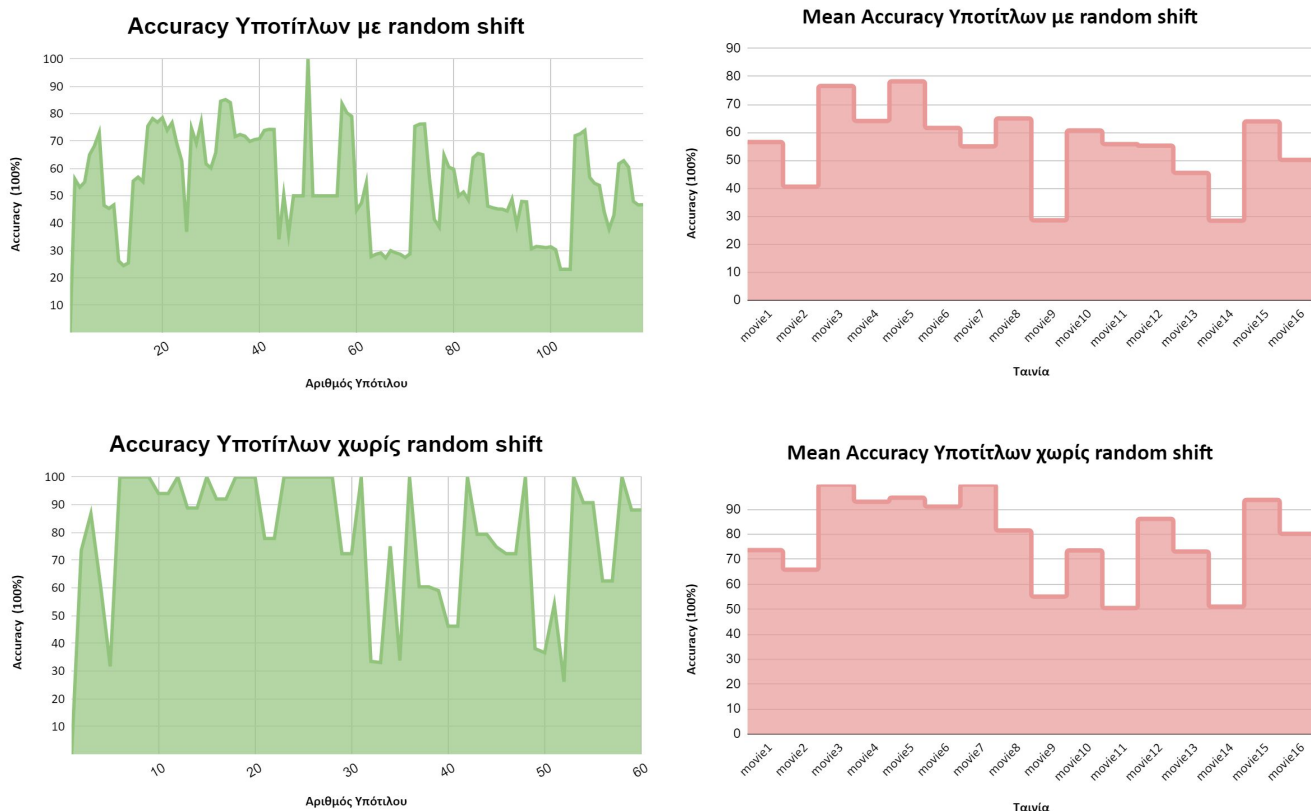 Accuracy Υποτίτλων με random shift
Accuracy (100%)
100
90
80
70
60
50
40
30
20
10
20
40
60
80
100
Αριθμός Υπότιλου
Mean Accuracy Υποτίτλων με random shift
Accuracy (100%)
90
80
70
60
50
40
30
20
10
0
movie1
movie2
movie3
movie4
movie5
movie6
movie7
movie8
movie9
movie10
movie11
movie12
movie13
movie14
movie15
movie16
Ταινία
Accuracy Υποτίτλων χωρίς random shift
Accuracy (100%)
100
90
80
70
60
50
40
30
20
10
10
20
30
40
50
60
Αριθμός Υπότιλου
Mean Accuracy Υποτίτλων χωρίς random shift
Accuracy (100%)
90
80
70
60
50
40
30
20
10
0
movie1
movie2
movie3
movie4
movie5
movie6
movie7
movie8
movie9
movie10
movie11
movie12
movie13
movie14
movie15
movie16
Ταινία